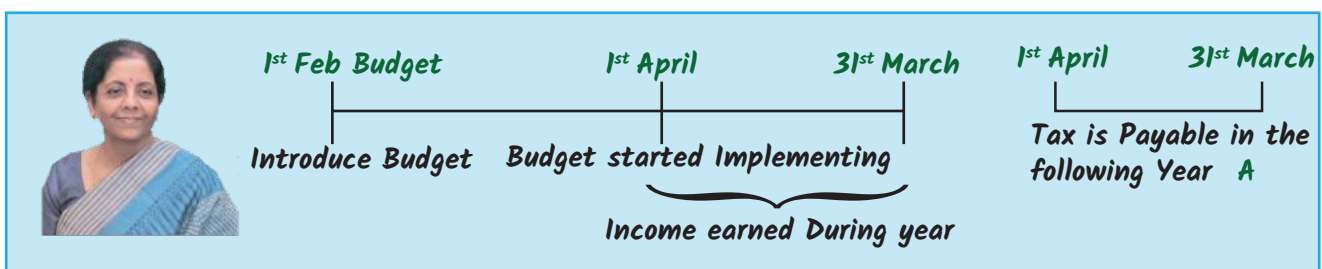 1st Feb Budget
1st April
31st March
1st April
31st March
Introduce Budget
Budget started Implementing
Income earned During year
Tax is Payable in the
following Year A